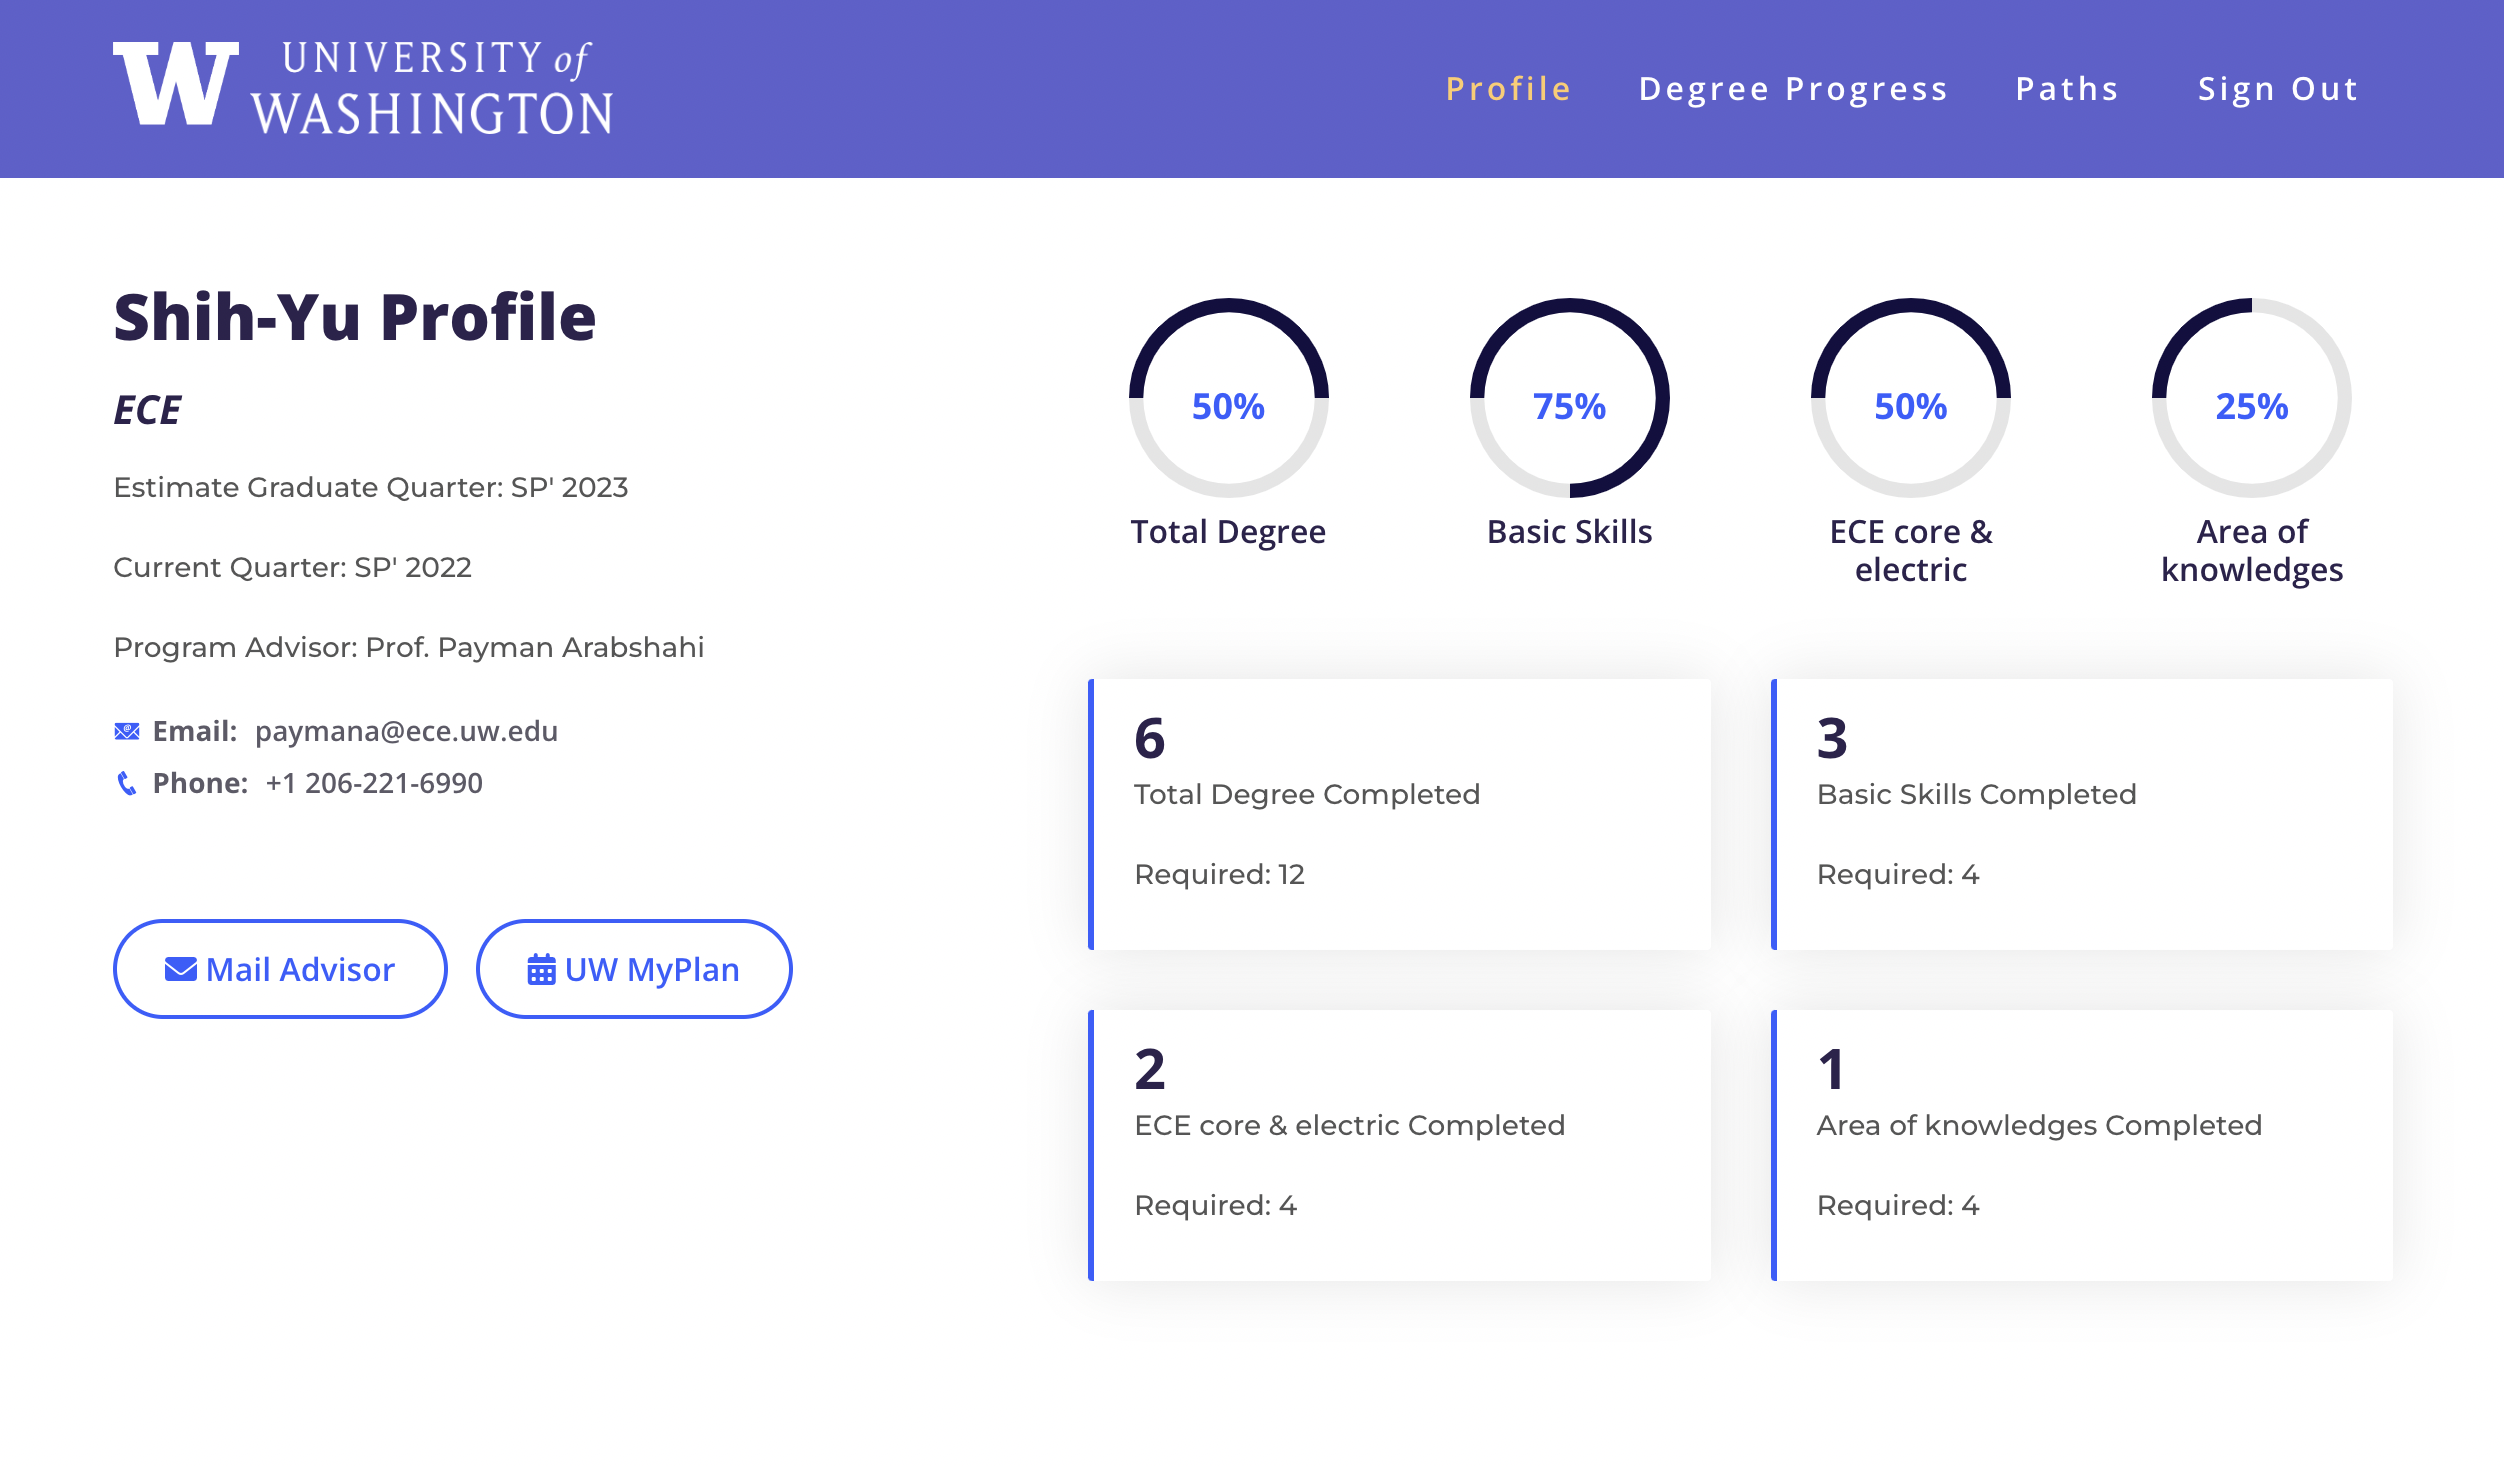 UNIVERSITY of
WASHINGTON
Profile Degree Progress Paths Sign Out
Shih-Yu Profile
ECE
Estimate Graduate Quarter: SP' 2023
Current Quarter: SP' 2022
Program Advisor: Prof. Payman Arabshahi
Email: paymana@ece.uw.edu
Phone: +1 206-221-6990
Mail Advisor
UW MyPlan
50%
Total Degree
75%
Basic Skills
50%
ECE core &
electric
25%
Area of
knowledges
6
Total Degree Completed
Required: 12
3
Basic Skills Completed
Required: 4
2
ECE core & electric Completed
Required: 4
1
Area of knowledges Completed
Required: 4